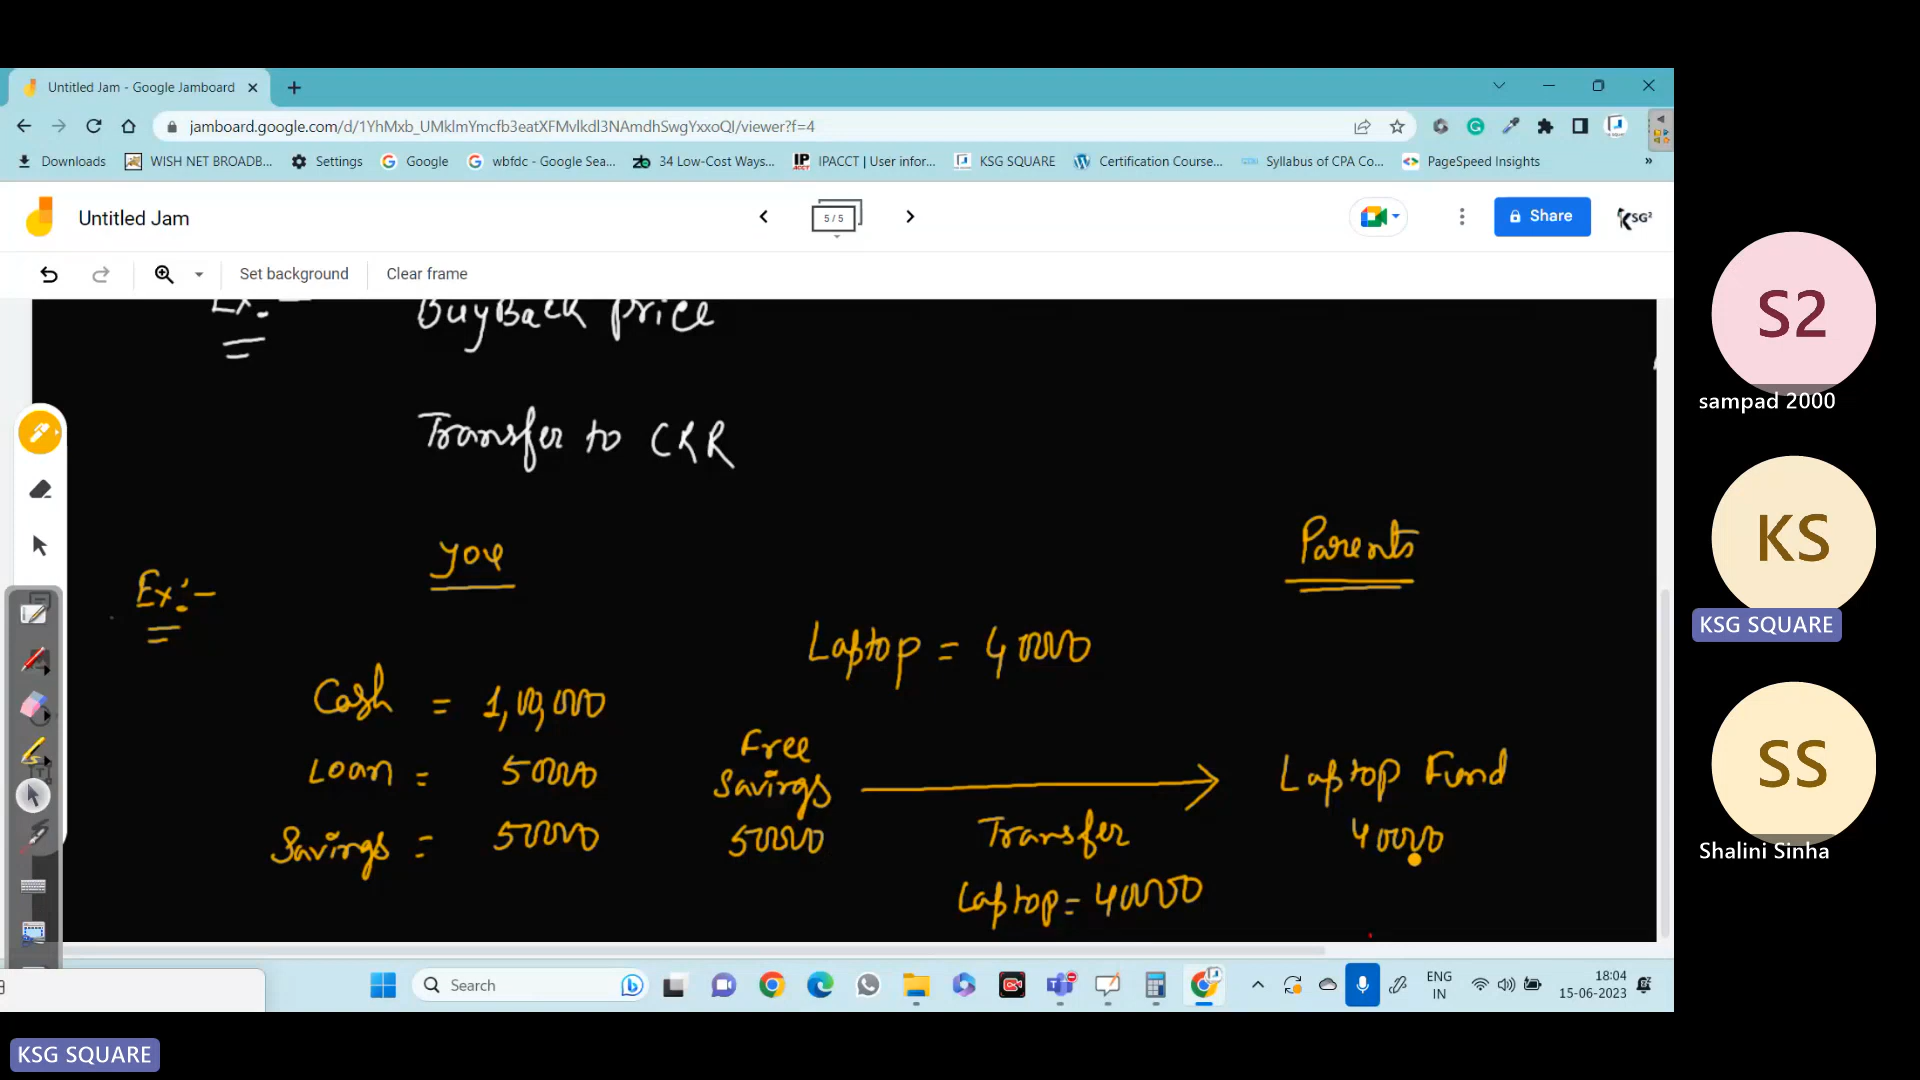 Untitled Jam - Google Jamboard
jamboard.google.com/d/1YhMxb_UMklmYmcfb3eatXFMvlkdl3NAmdhSwgYxxoQI/viewer?f=4
Downloads WISH NET BROADB... Settings Google wbfdc - Google Sea... 34 Low-Cost Ways... IPACCT | User infor... KSG SQUARE Certification Course... Syllabus of CPA Co... PageSpeed Insights »
Untitled Jam
5 / 5
Share
KSG²
Set background Clear frame
Ex:-
BuyBack price
Transfer to CRR
You
Parents
Ex:-
Laptop = 40000
Cash = 1,00,000
Loan = 50000
Savings = 50000
Free
Savings
50000
Transfer
Laptop = 40000
Laptop Fund
40000
Search
ENG
IN
18:04
15-06-2023
S2
sampad 2000
KS
KSG SQUARE
SS
Shalini Sinha
KSG SQUARE